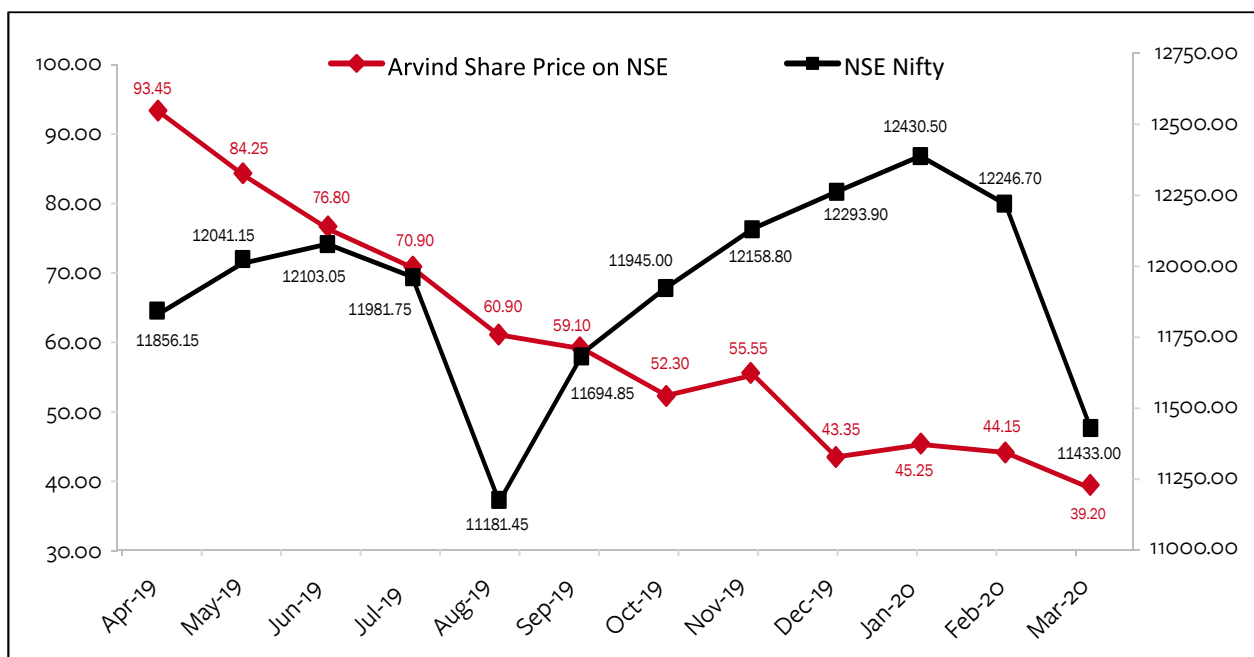 Arvind Share Price on NSE
NSE Nifty
100.00
90.00
80.00
70.00
60.00
50.00
40.00
30.00
12750.00
12500.00
12250.00
12000.00
11750.00
11500.00
11250.00
11000.00
93.45
84.25
76.80
70.90
60.90
59.10
52.30
55.55
43.35
45.25
44.15
39.20
11856.15
12041.15
12103.05
11981.75
11181.45
11694.85
11945.00
12158.80
12293.90
12430.50
12246.70
11433.00
Apr-19
May-19
Jun-19
Jul-19
Aug-19
Sep-19
Oct-19
Nov-19
Dec-19
Jan-20
Feb-20
Mar-20